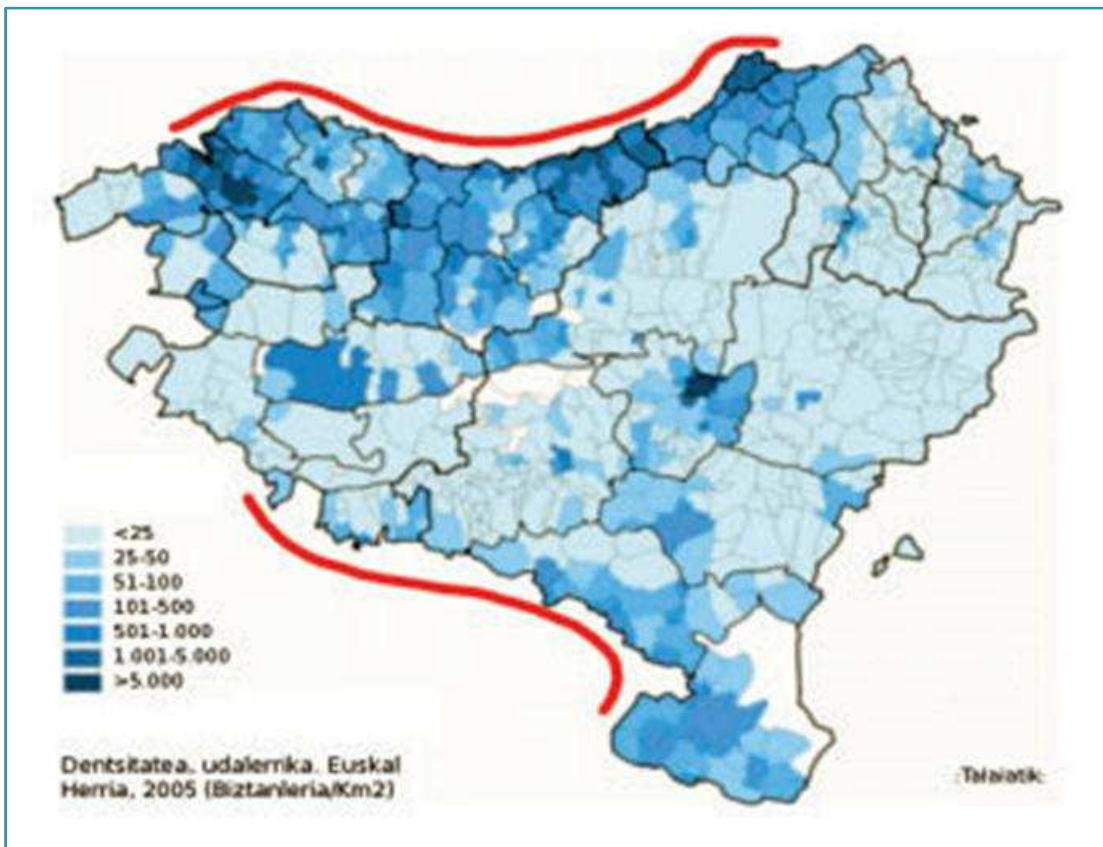 <25
25-50
51-100
101-500
501-1.000
1.001-5.000
>5.000
Dentsitatea, udalerrika. Euskal
Herria, 2005 (Biztanleria/Km2)
Talaiatik